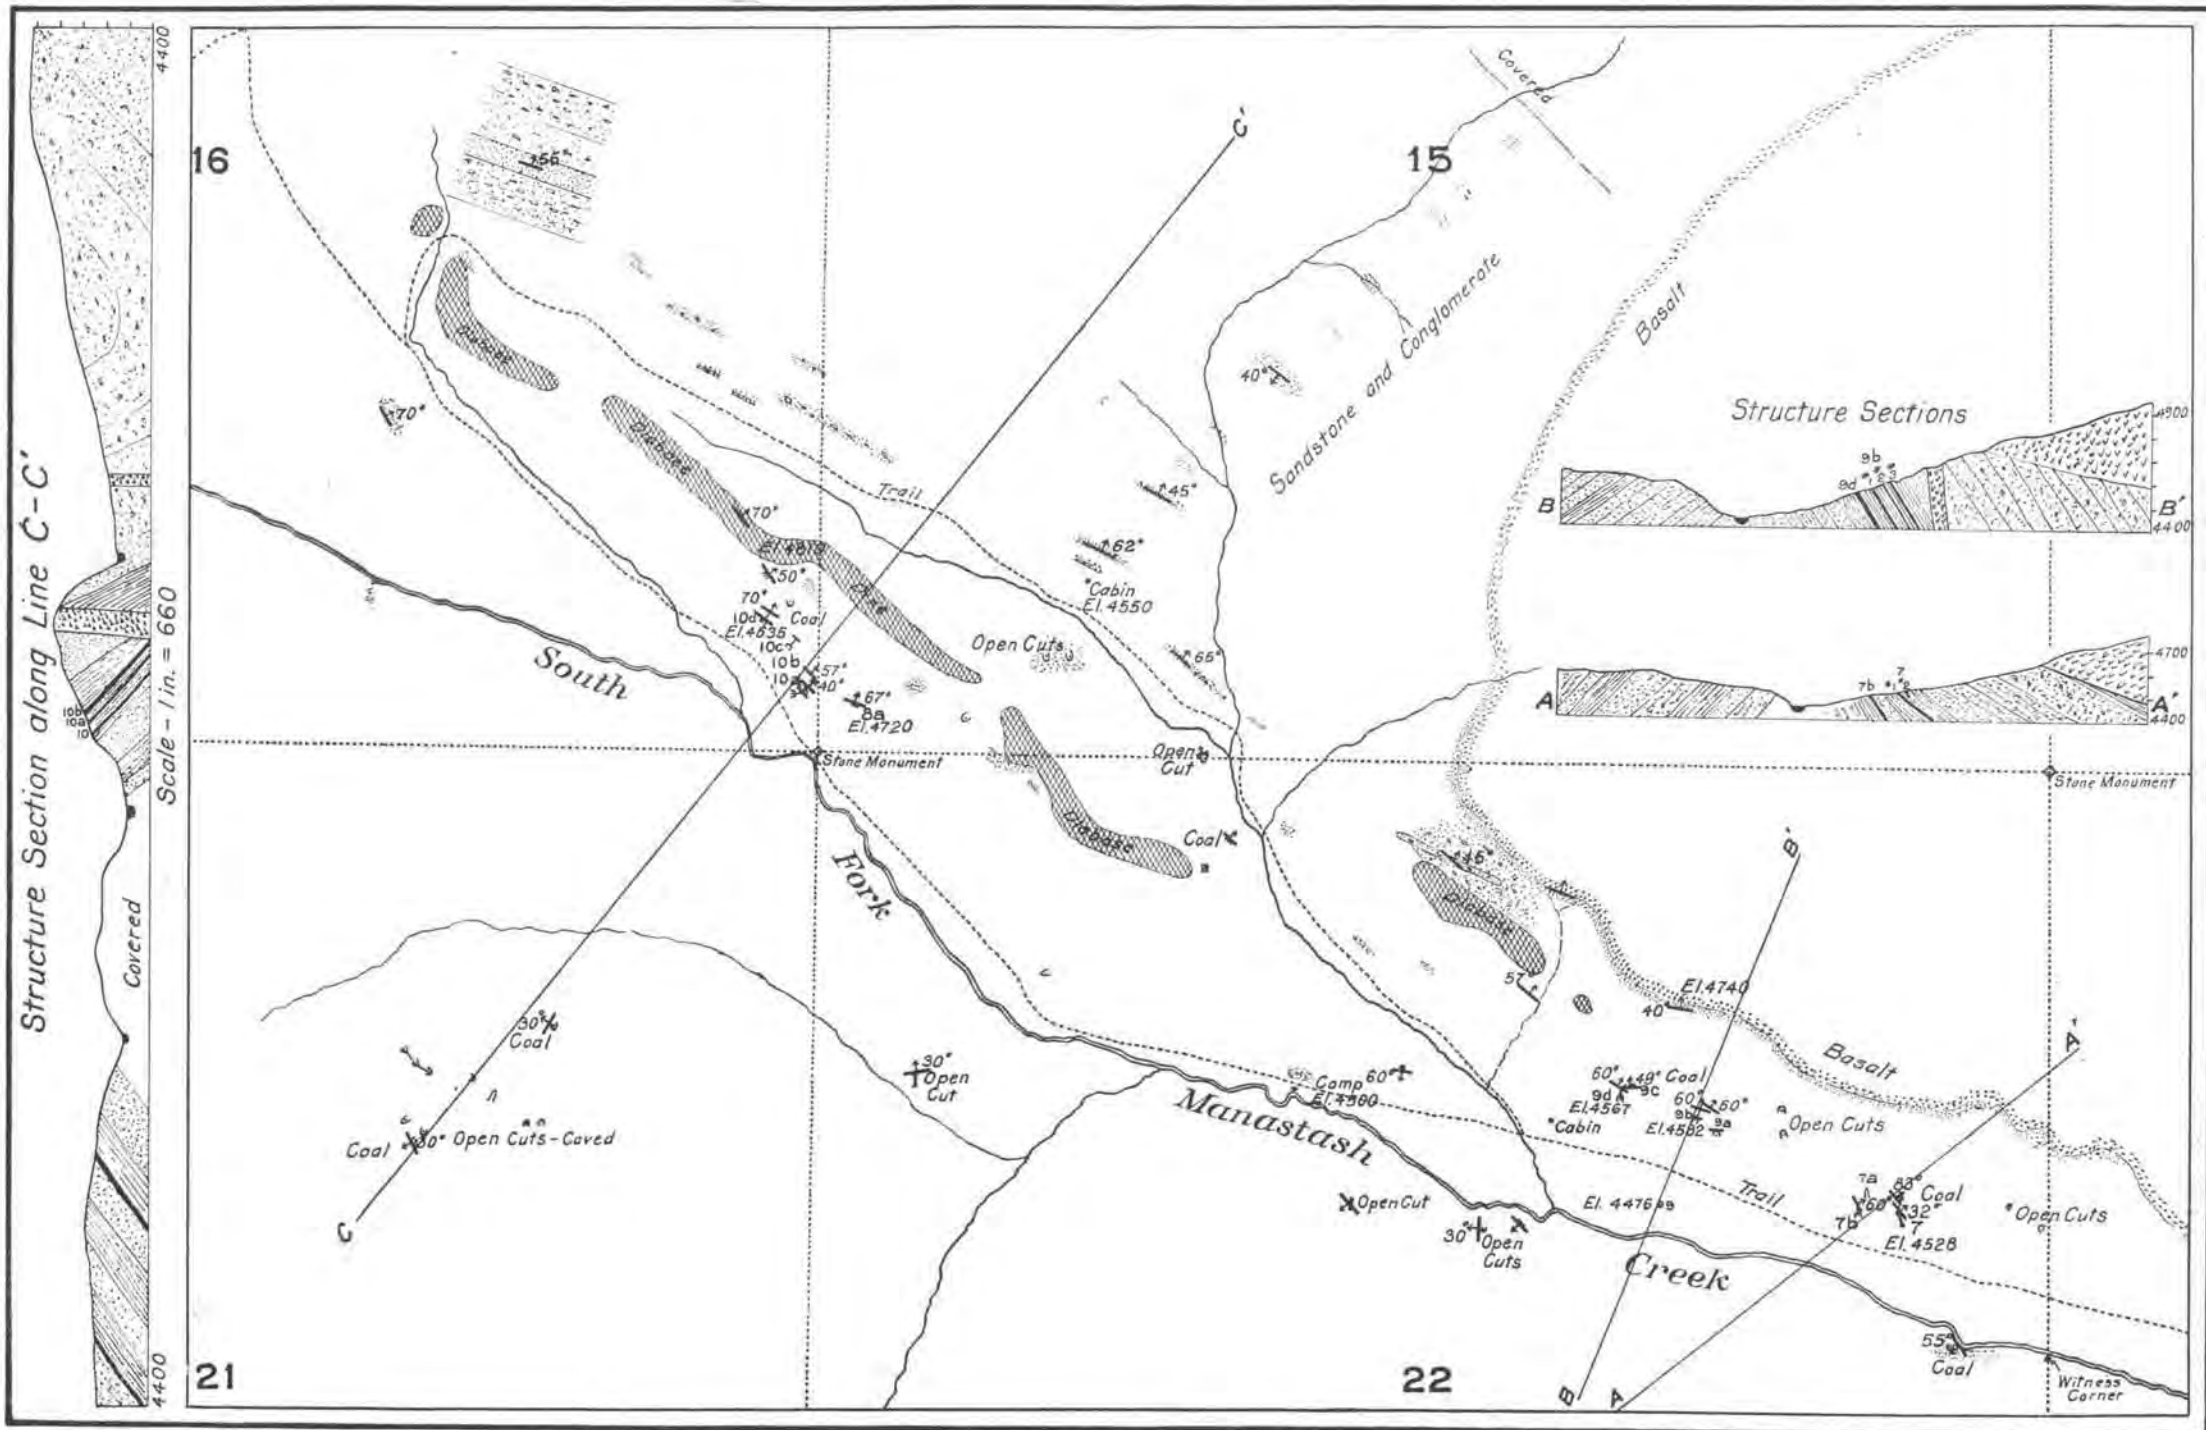 Structure Section along Line C-C'
4400
10b
10a
10
Covered
4400
Scale - 1 in. = 660
16
56°
C'
15
Covered
Diabase
70°
Diabase
Trail
70°
El. 4815
50°
Dike
70°
Coal
10d
El. 4635
10c
10b
57°
10a
40°
67°
8a
El. 4720
Open Cuts
40°
45°
62°
Cabin
El. 4550
65°
Sandstone and Conglomerate
Basalt
Structure Sections
4900
9b
9d
B
B'
4400
4700
7
7b
A
A'
4400
South
Fork
Manastash
Creek
Stone Monument
Open
Cut
Stone Monument
Coal
Diabase
45°
Diabase
57°
B'
El. 4740
40°
Basalt
A'
30°
Coal
Coal
30°
Open Cuts - Caved
C
30°
Open
Cut
Camp
60°
El. 4500
60°
49°
Coal
9d
9c
El. 4567
60°
50°
9b
9a
El. 4582
Cabin
Open Cuts
Open Cut
30°
Open
Cuts
El. 4476
Trail
7a
83°
Coal
60°
32°
7b
7
El. 4528
Open Cuts
55°
Coal
Witness
Corner
21
22
B
A